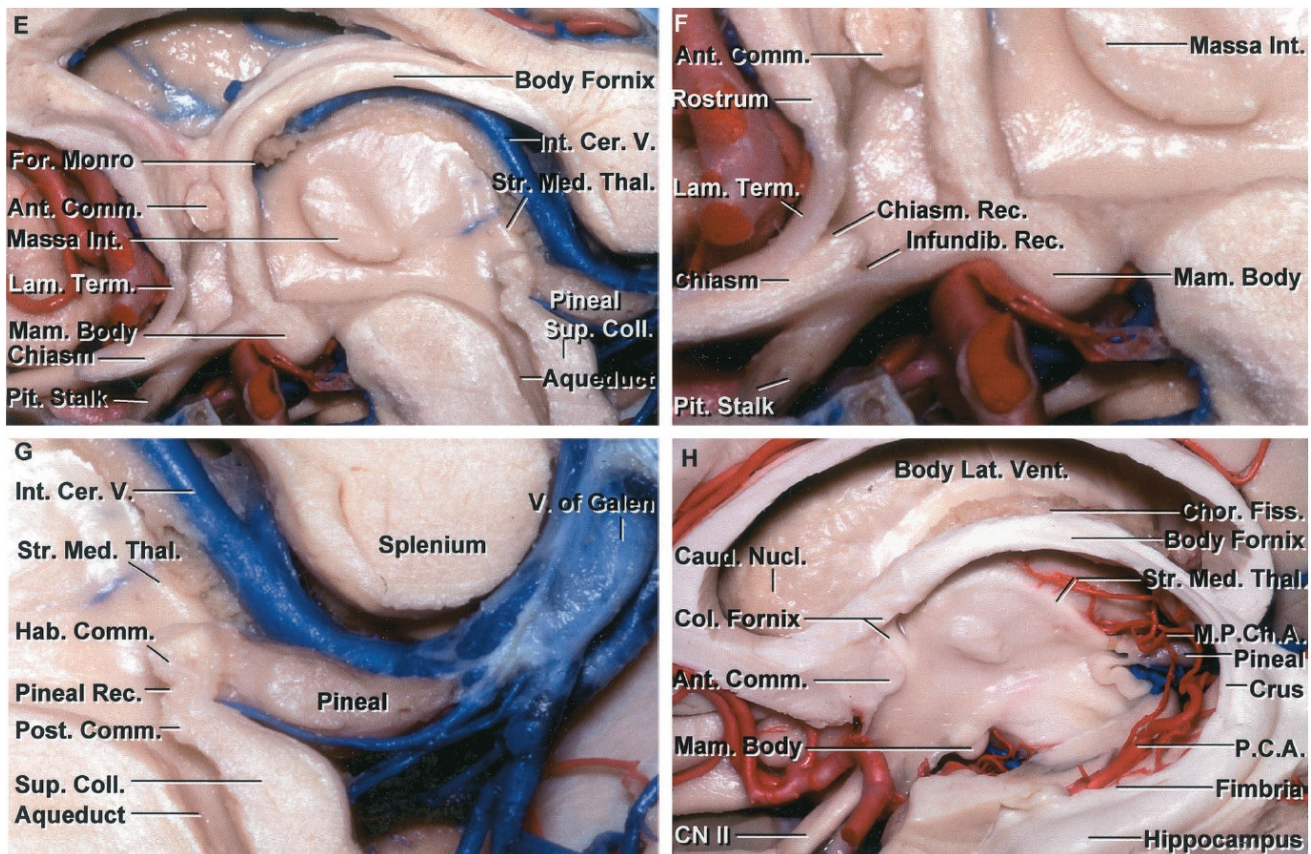 E
Body Fornix
Int. Cer. V.
Str. Med. Thal.
For. Monro
Ant. Comm.
Massa Int.
Lam. Term.
Mam. Body
Chiasm
Pit. Stalk
Pineal
Sup. Coll.
Aqueduct
F
Ant. Comm.
Massa Int.
Rostrum
Lam. Term.
Chiasm. Rec.
Infundib. Rec.
Chiasm
Mam. Body
Pit. Stalk
G
Int. Cer. V.
V. of Galen
Splenium
Str. Med. Thal.
Hab. Comm.
Pineal Rec.
Pineal
Post. Comm.
Sup. Coll.
Aqueduct
H
Body Lat. Vent.
Chor. Fiss.
Body Fornix
Caud. Nucl.
Str. Med. Thal.
Col. Fornix
M.P.Ch.A.
Pineal
Ant. Comm.
Crus
Mam. Body
P.C.A.
Fimbria
CN II
Hippocampus